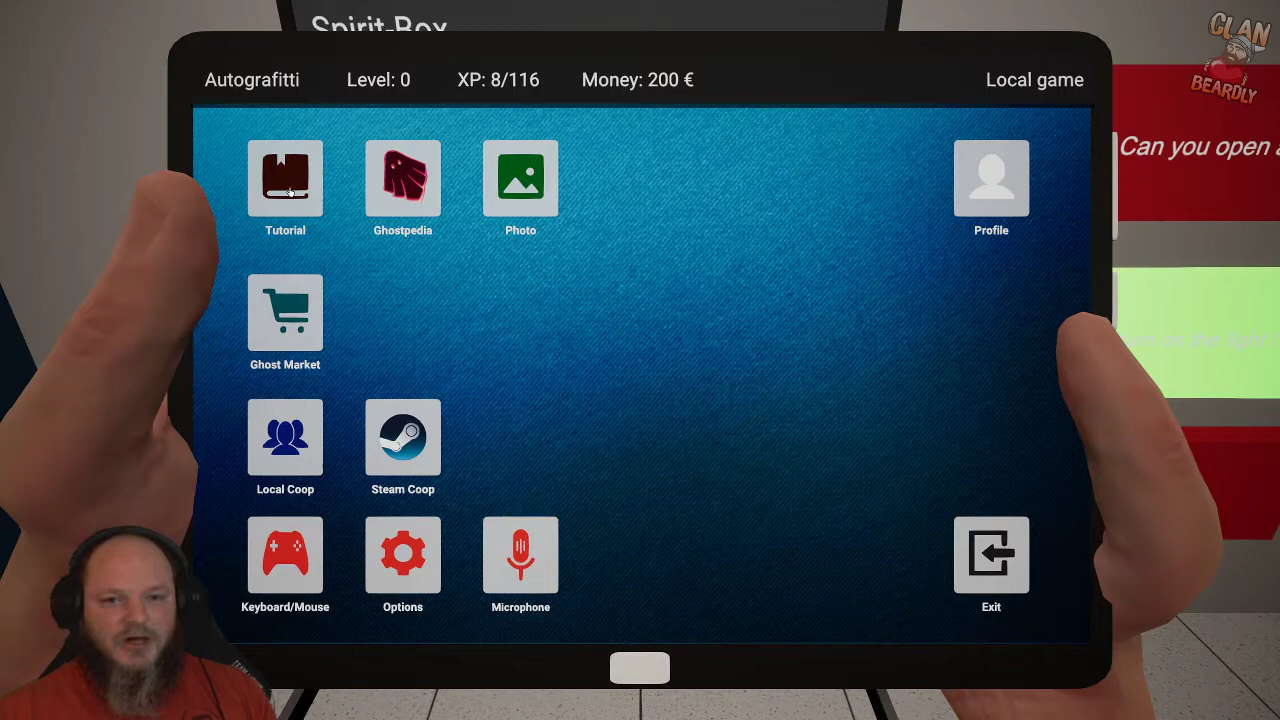 Spirit-Box
CLAN
BEARDLY
Autografitti Level: 0 XP: 8/116 Money: 200 € Local game
Can you open a
Tutorial Ghostpedia Photo Profile
Ghost Market
Local Coop Steam Coop
Keyboard/Mouse Options Microphone Exit